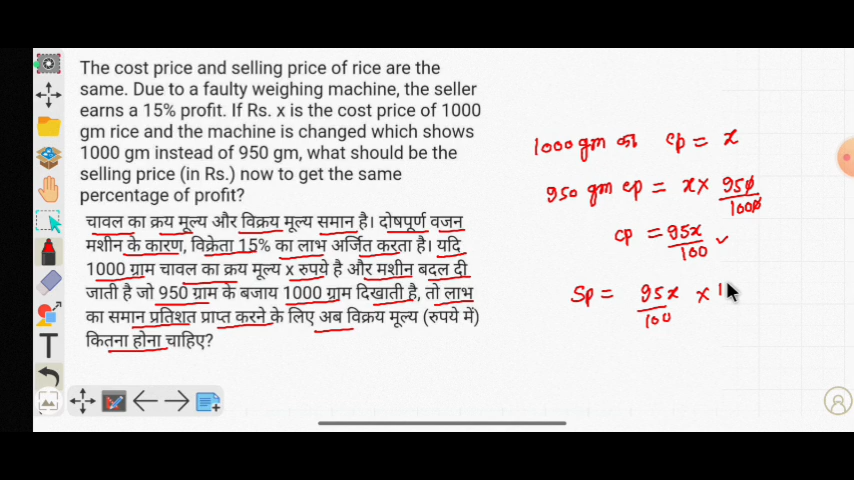 The cost price and selling price of rice are the
same. Due to a faulty weighing machine, the seller
earns a 15% profit. If Rs. x is the cost price of 1000
gm rice and the machine is changed which shows
1000 gm instead of 950 gm, what should be the
selling price (in Rs.) now to get the same
percentage of profit?
चावल का क्रय मूल्य और विक्रय मूल्य समान है। दोषपूर्ण वजन
मशीन के कारण, विक्रेता 15% का लाभ अर्जित करता है। यदि
1000 ग्राम चावल का क्रय मूल्य x रुपये है और मशीन बदल दी
जाती है जो 950 ग्राम के बजाय 1000 ग्राम दिखाती है, तो लाभ
का समान प्रतिशत प्राप्त करने के लिए अब विक्रय मूल्य (रुपये में)
कितना होना चाहिए?
1000 gm का cp = x
950 gm cp = x × 950/1000
cp = 95x/100 ✓
Sp = 95x/100 × 1
T